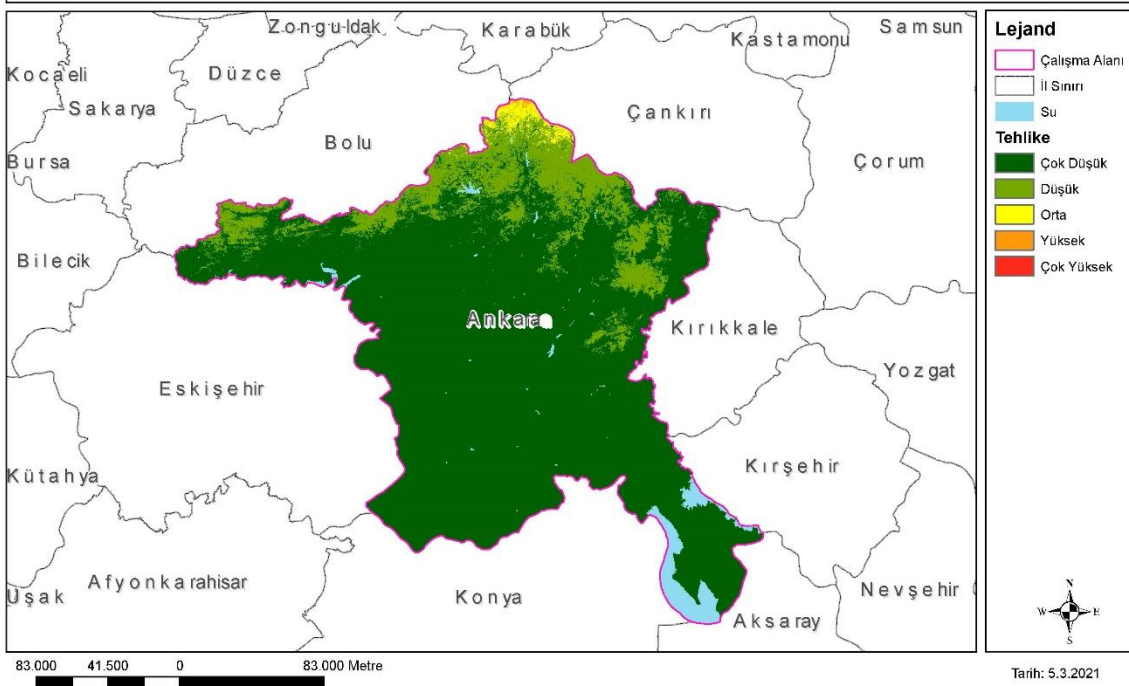 Zonguldak
Karabük
Kastamonu
Samsun
Kocaeli
Düzce
Sakarya
Bolu
Çankırı
Bursa
Çorum
Bilecik
Ankara
Kırıkkale
Eskişehir
Yozgat
Kütahya
Kırşehir
Afyonkarahisar
Uşak
Konya
Nevşehir
Aksaray
Lejand
Çalışma Alanı
İl Sınırı
Su
Tehlike
Çok Düşük
Düşük
Orta
Yüksek
Çok Yüksek
N
W
E
S
83.000 41.500 0 83.000 Metre
Tarih: 5.3.2021